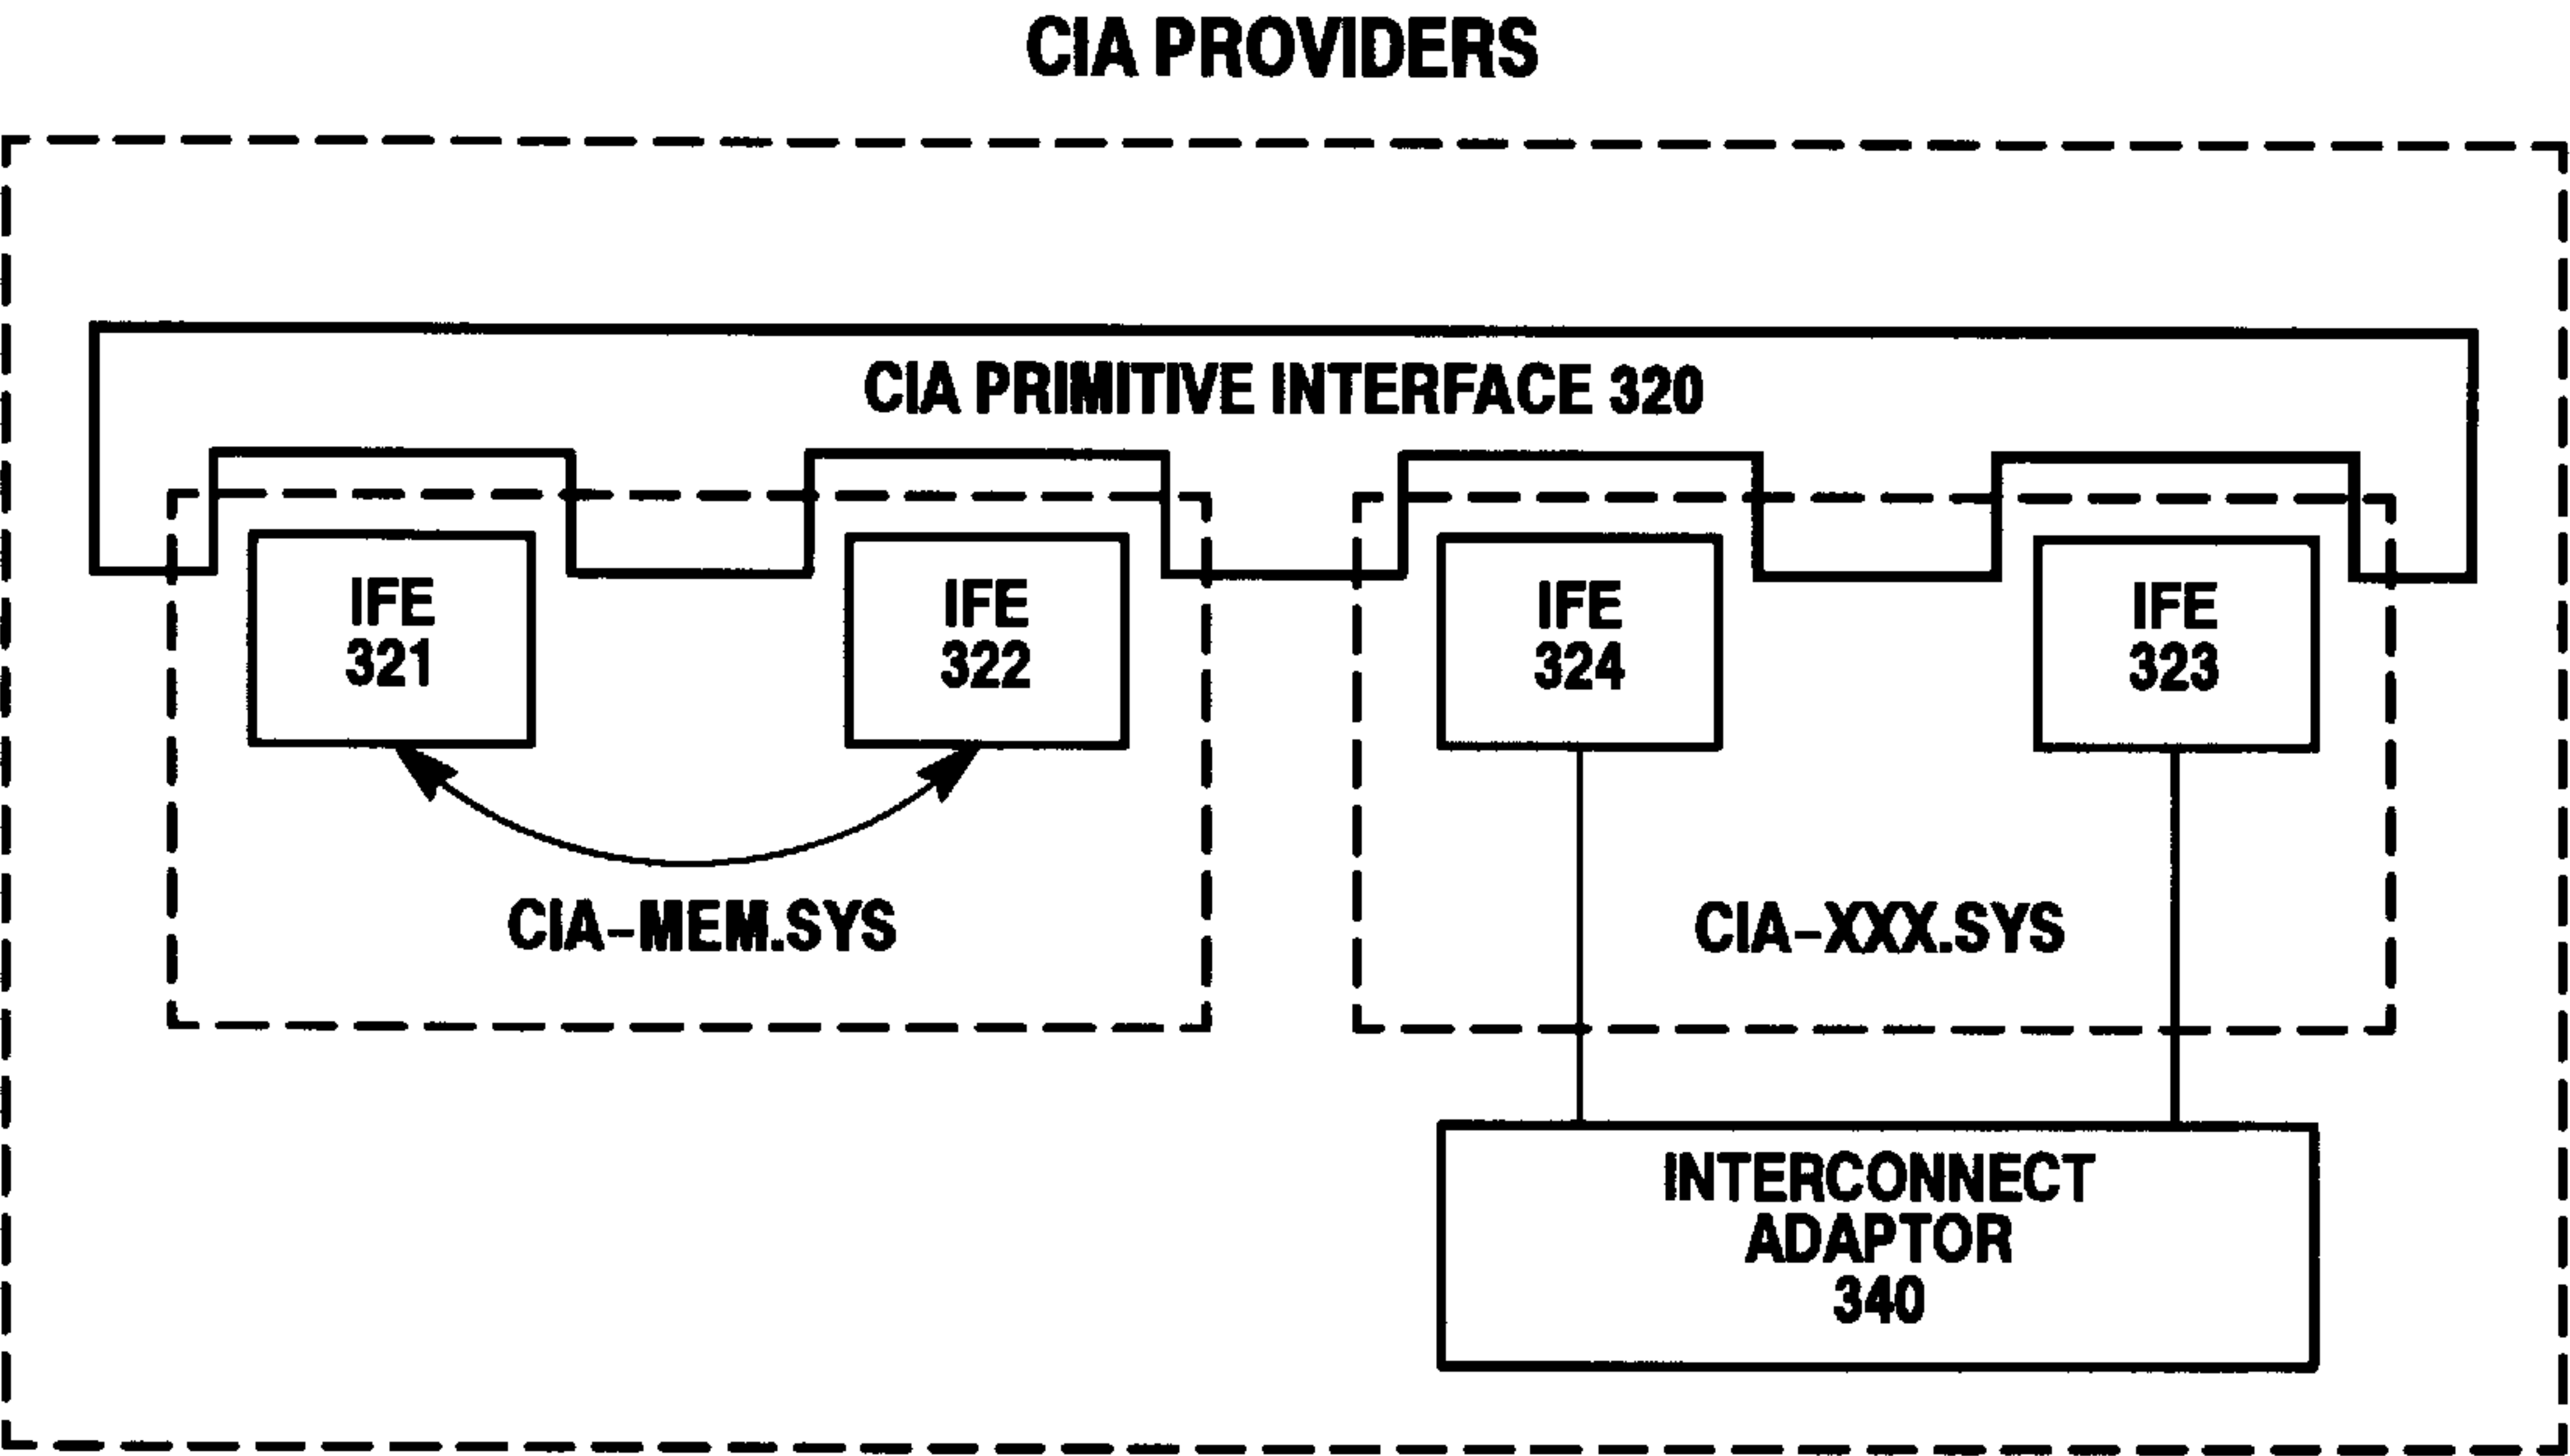 CIA PROVIDERS
CIA PRIMITIVE INTERFACE 320
IFE
321
IFE
322
IFE
324
IFE
323
CIA-MEM.SYS
CIA-XXX.SYS
INTERCONNECT
ADAPTOR
340